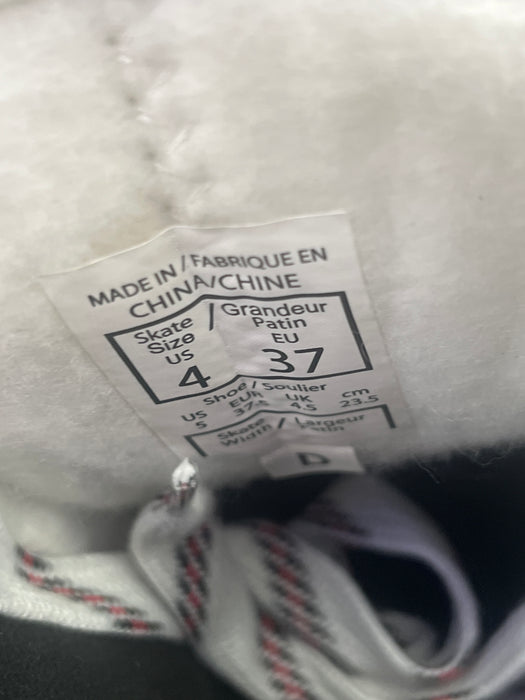 MADE IN / FABRIQUE EN
CHINA/CHINE
Skate Size / Grandeur Patin
US EU
4 37
Shoe / Soulier
US EUR UK cm
5 37.5 4.5 23.5
Skate Width / Largeur Patin
D